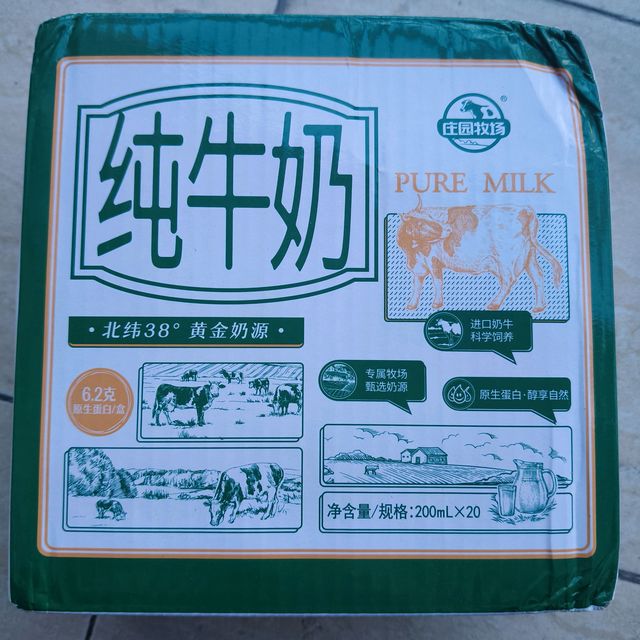 庄园牧场®
纯牛奶
PURE MILK
·北纬38° 黄金奶源·
进口奶牛
科学饲养
专属牧场
甄选奶源
6.2克
原生蛋白/盒
原生蛋白·醇享自然
净含量/规格:200mL×20